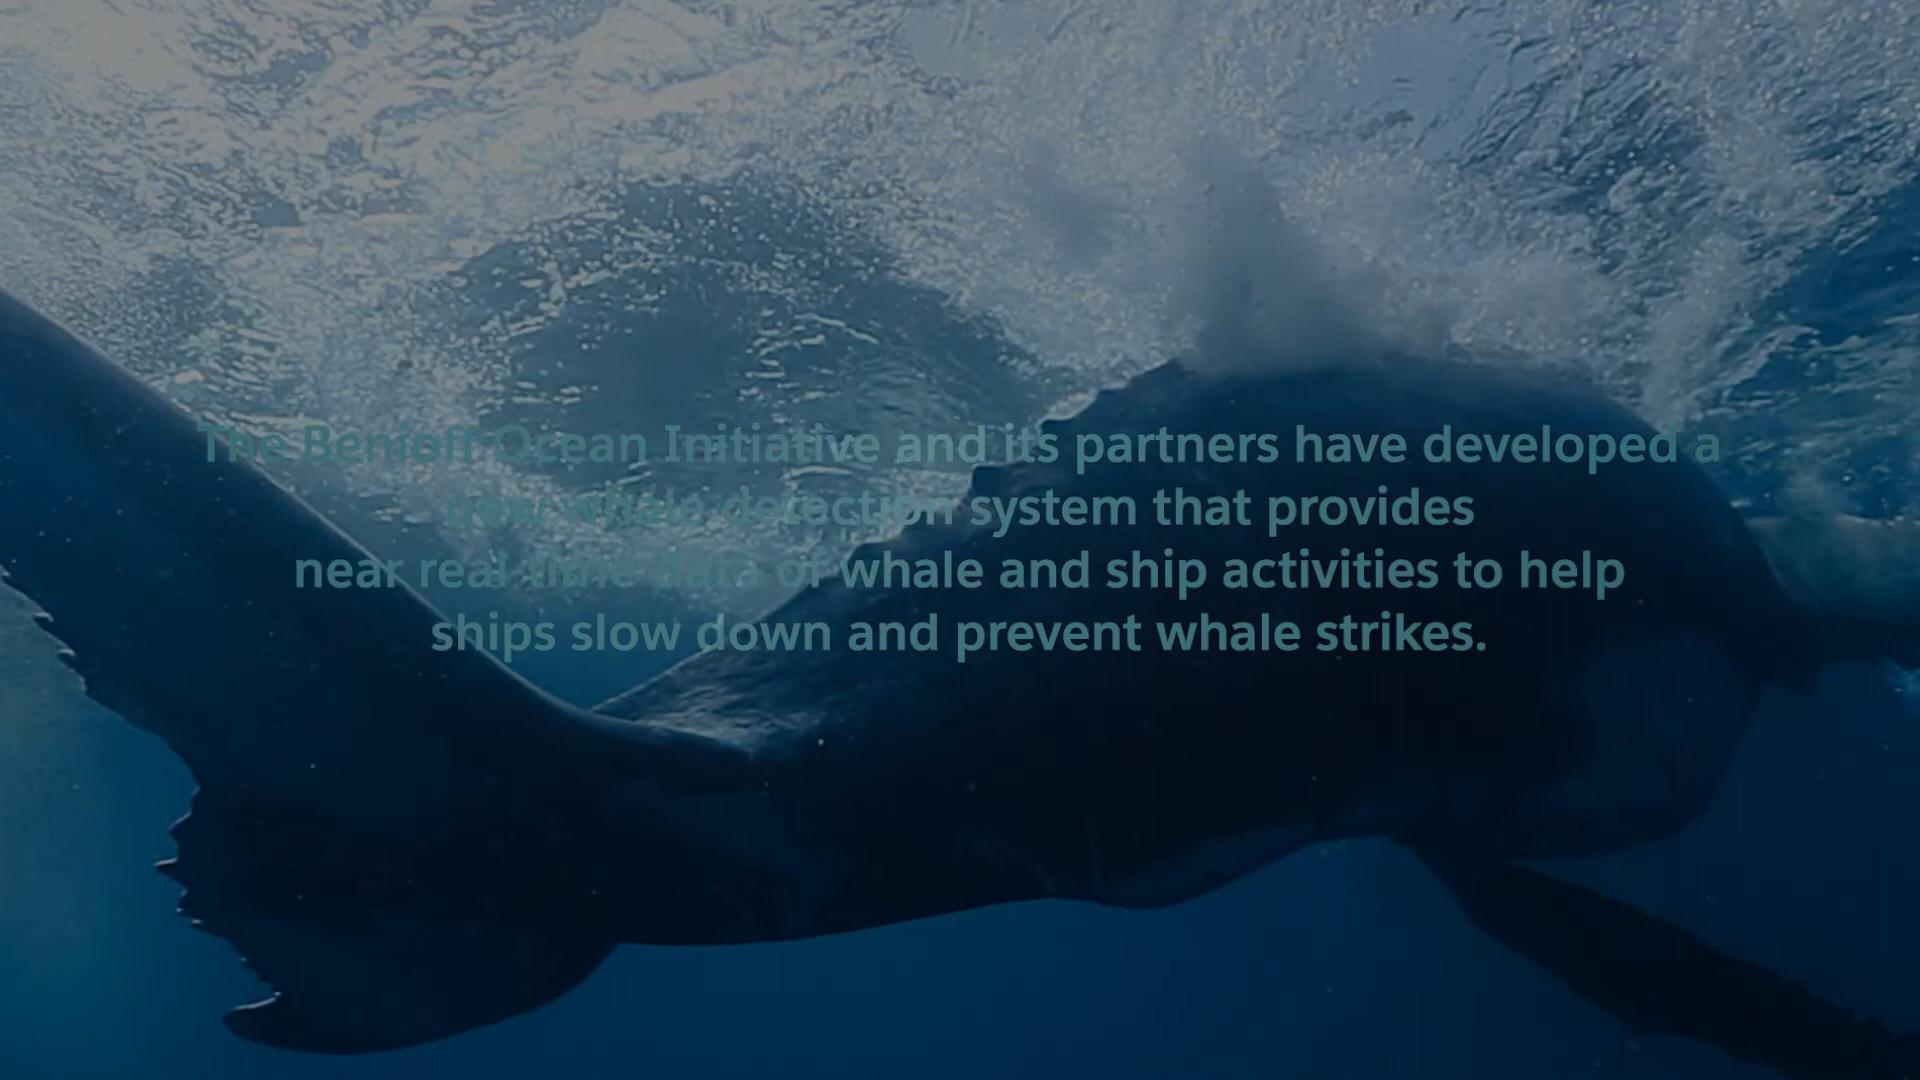 The Benioff Ocean Initiative and its partners have developed a
new whale detection system that provides
near real-time data of whale and ship activities to help
ships slow down and prevent whale strikes.